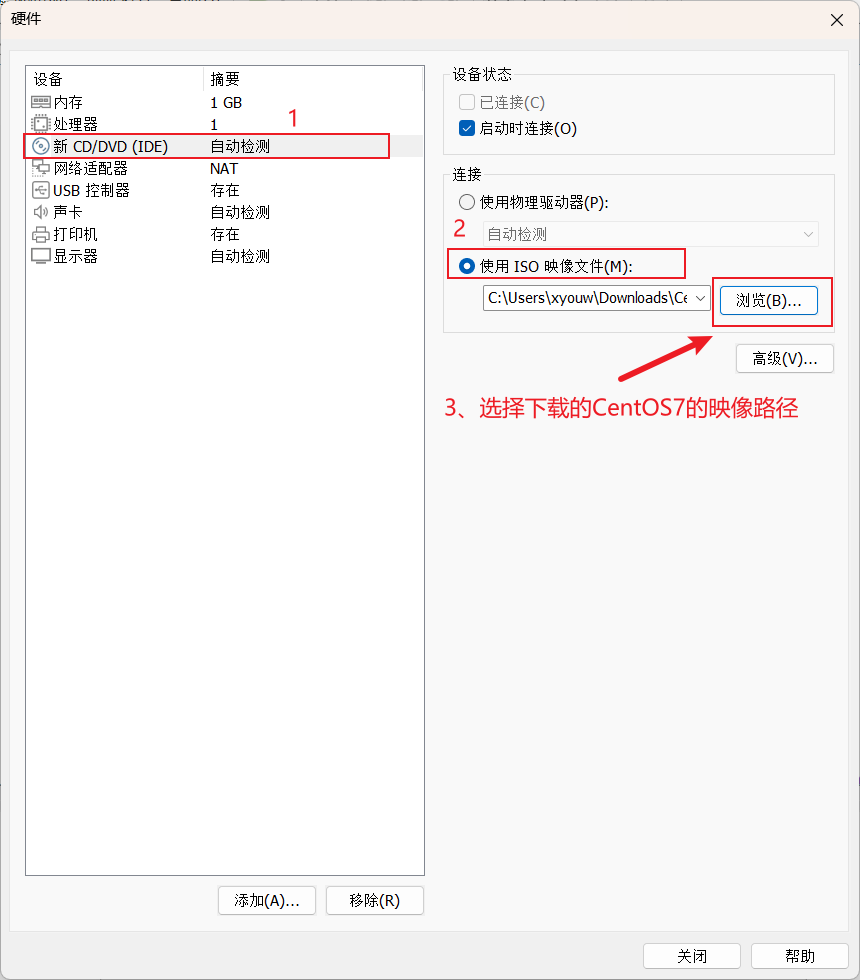 硬件
设备 摘要
内存 1 GB
1
处理器 1
新 CD/DVD (IDE) 自动检测
网络适配器 NAT
USB 控制器 存在
声卡 自动检测
打印机 存在
显示器 自动检测
添加(A)... 移除(R)
设备状态
已连接(C)
启动时连接(O)
连接
使用物理驱动器(P):
2
自动检测
使用 ISO 映像文件(M):
C:\Users\xyouw\Downloads\Ce 浏览(B)...
高级(V)...
3、选择下载的CentOS7的映像路径
关闭 帮助